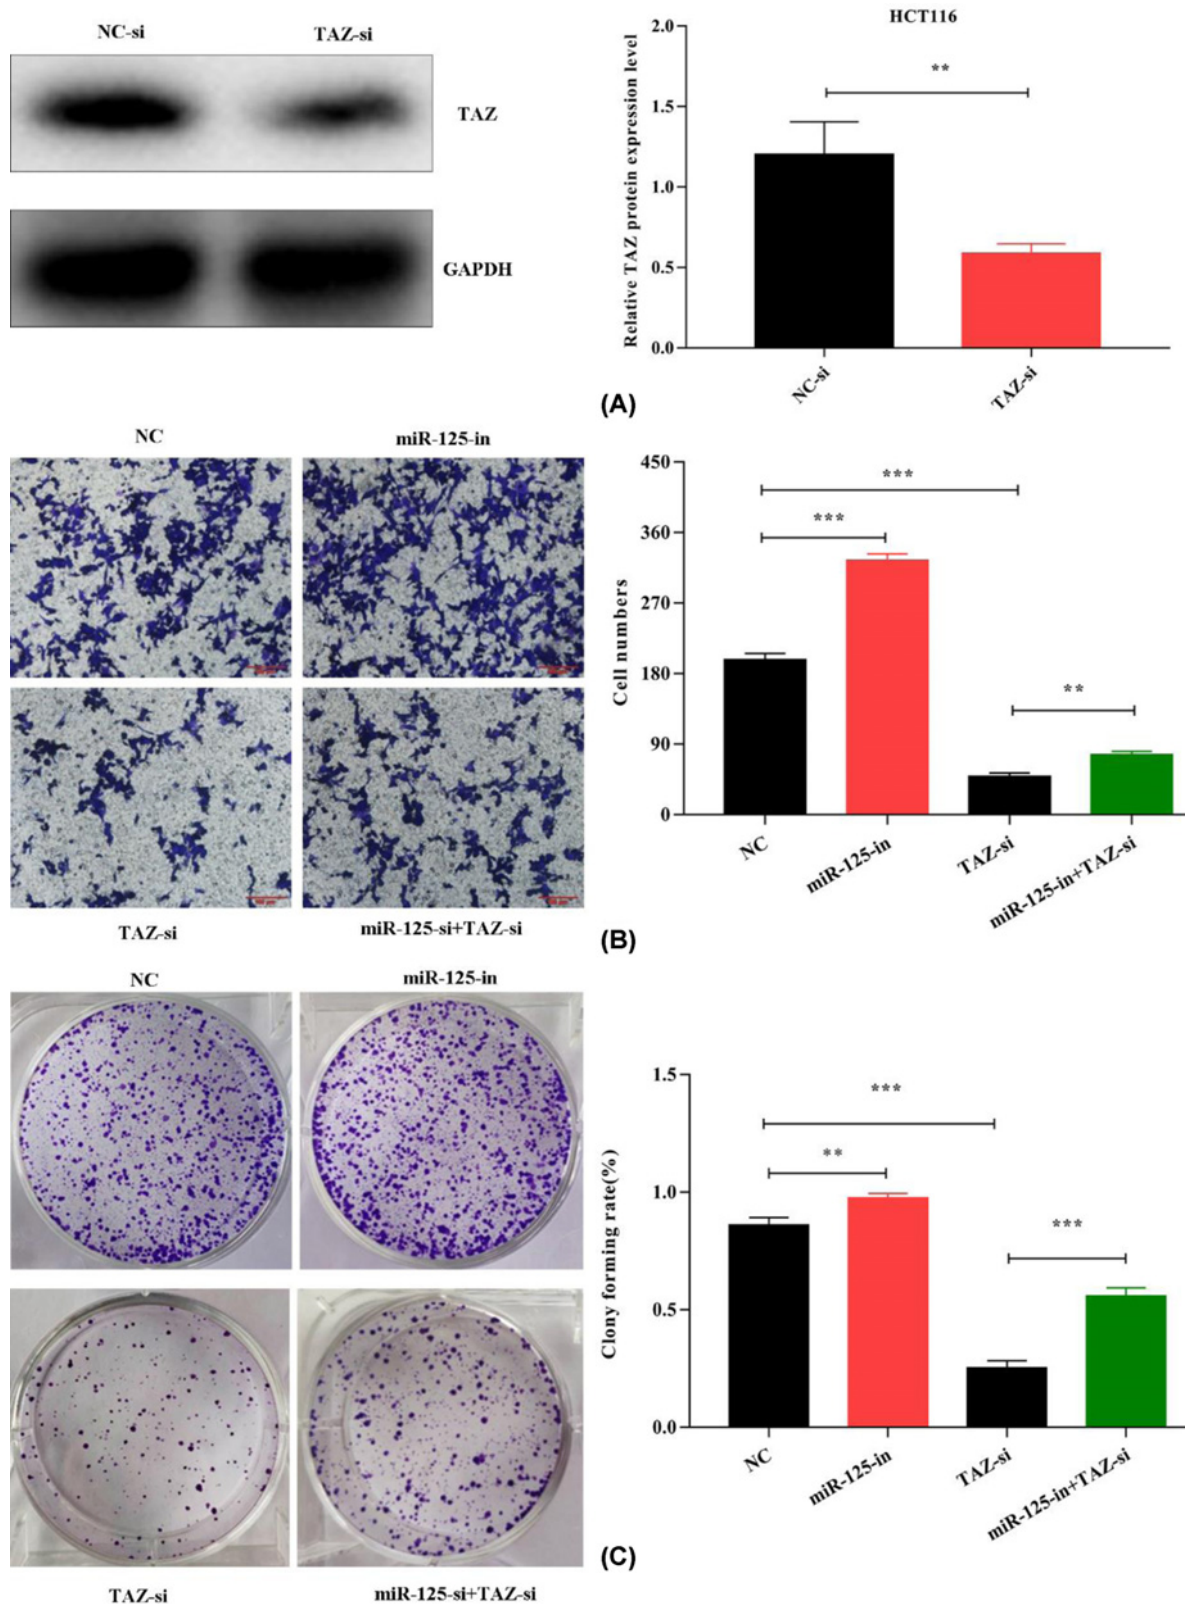 NC-si
TAZ-si
TAZ
GAPDH
HCT116
Relative TAZ protein expression level
2.0
1.5
1.0
0.5
0.0
**
NC-si
TAZ-si
(A)
NC
miR-125-in
TAZ-si
miR-125-si+TAZ-si
Cell numbers
450
360
270
180
90
0
***
***
**
NC
miR-125-in
TAZ-si
miR-125-in+TAZ-si
(B)
NC
miR-125-in
TAZ-si
miR-125-si+TAZ-si
Clony forming rate(%)
1.5
1.0
0.5
0.0
***
**
***
NC
miR-125-in
TAZ-si
miR-125-in+TAZ-si
(C)